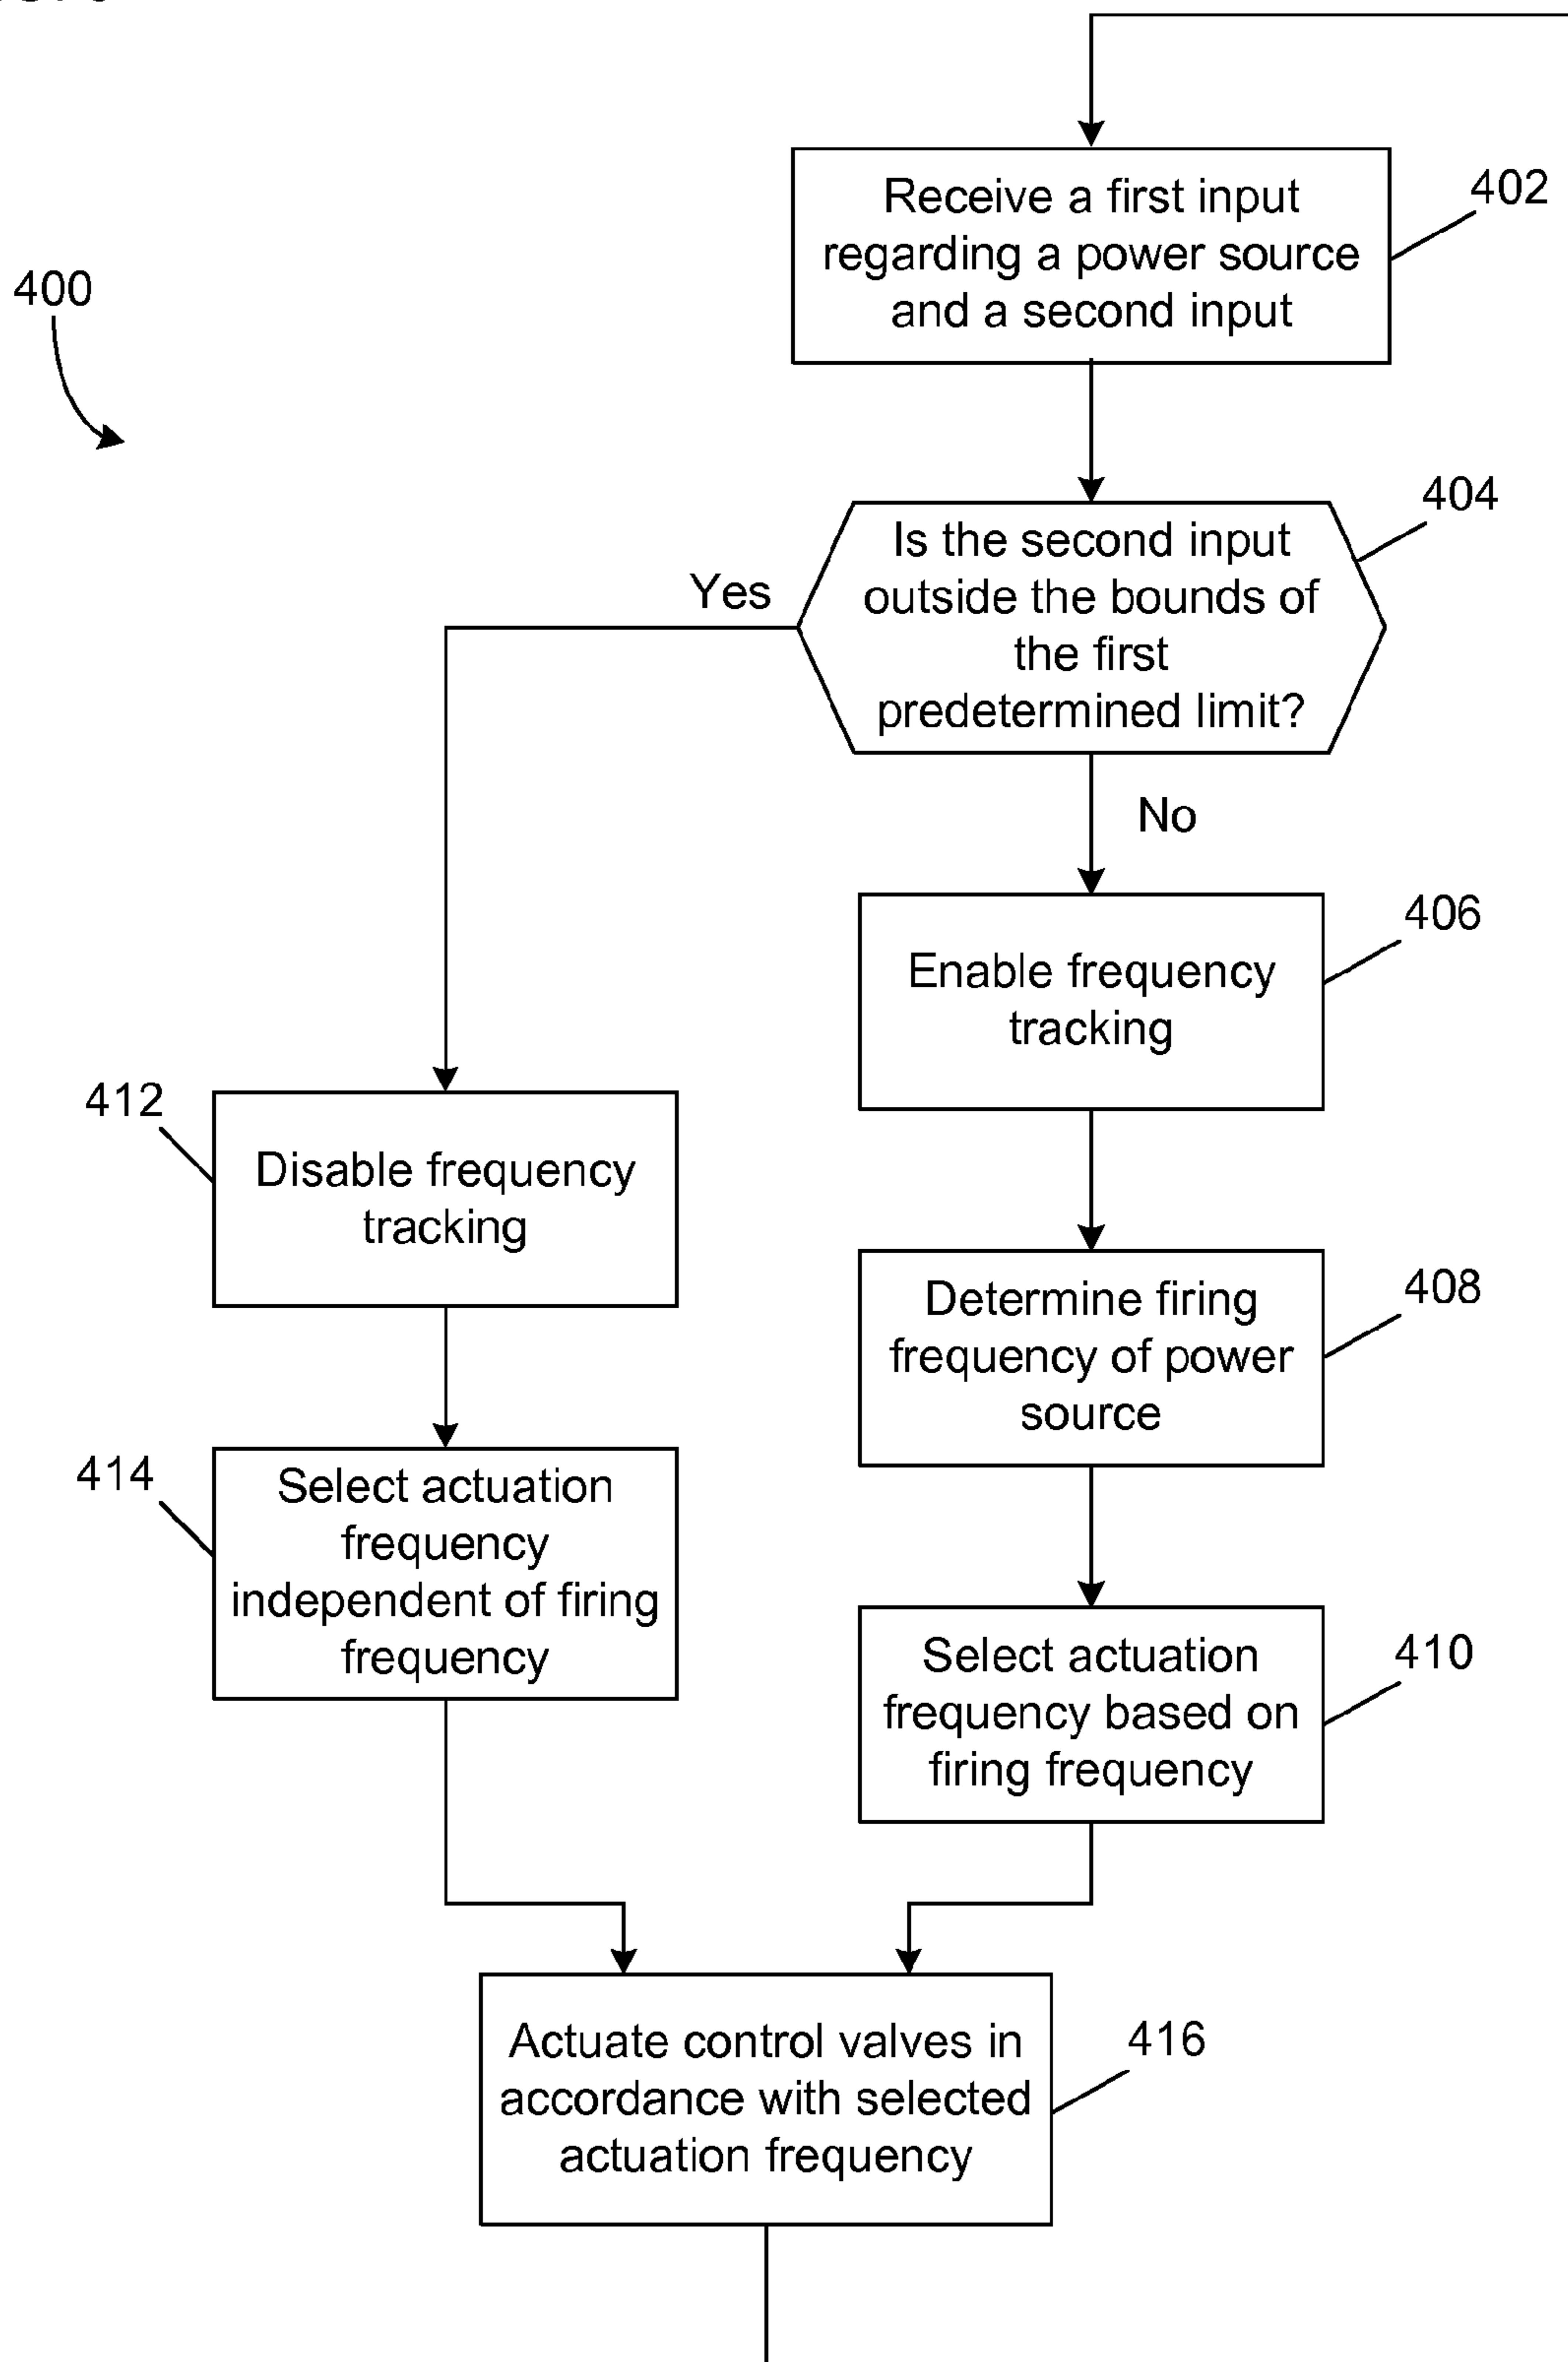 Receive a first input
regarding a power source
and a second input
402
400
404
Is the second input
outside the bounds of
the first
predetermined limit?
Yes
No
406
Enable frequency
tracking
412
Disable frequency
tracking
408
Determine firing
frequency of power
source
414
Select actuation
frequency
independent of firing
frequency
410
Select actuation
frequency based on
firing frequency
416
Actuate control valves in
accordance with selected
actuation frequency